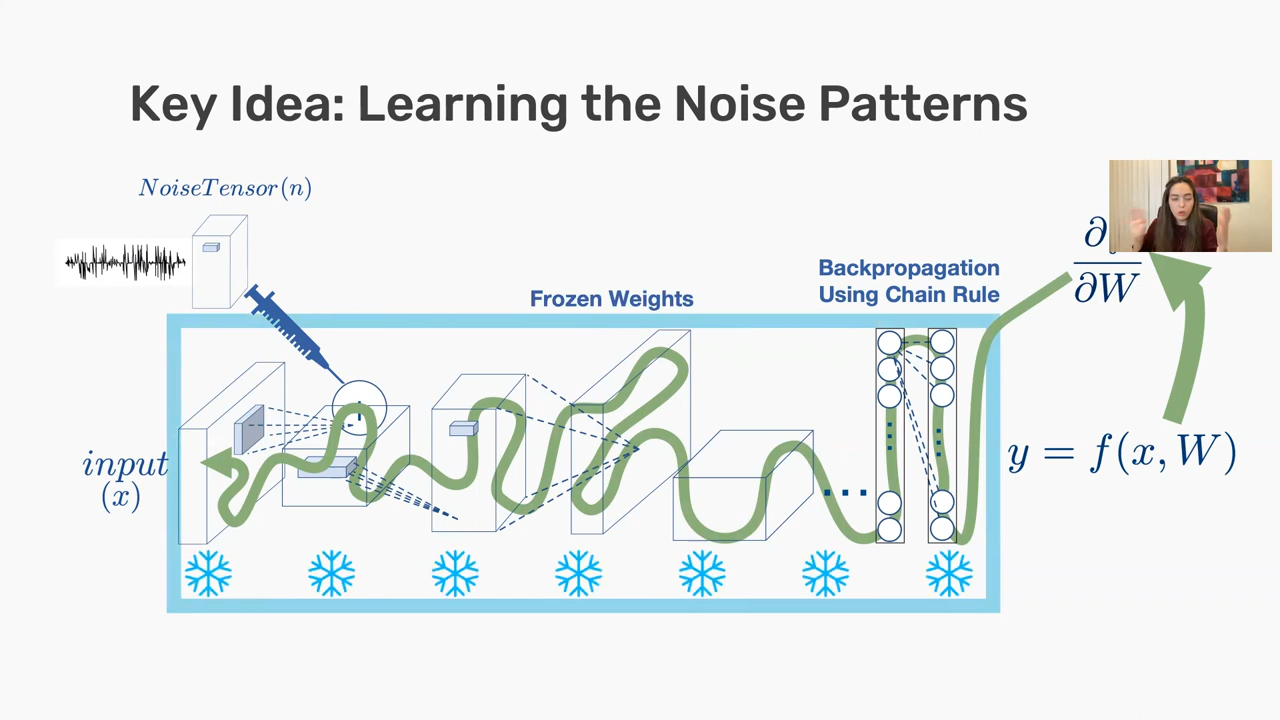 Key Idea: Learning the Noise Patterns
NoiseTensor(n)
Backpropagation
Using Chain Rule
Frozen Weights
∂
∂W
input
(x)
y = f(x, W)
+
...